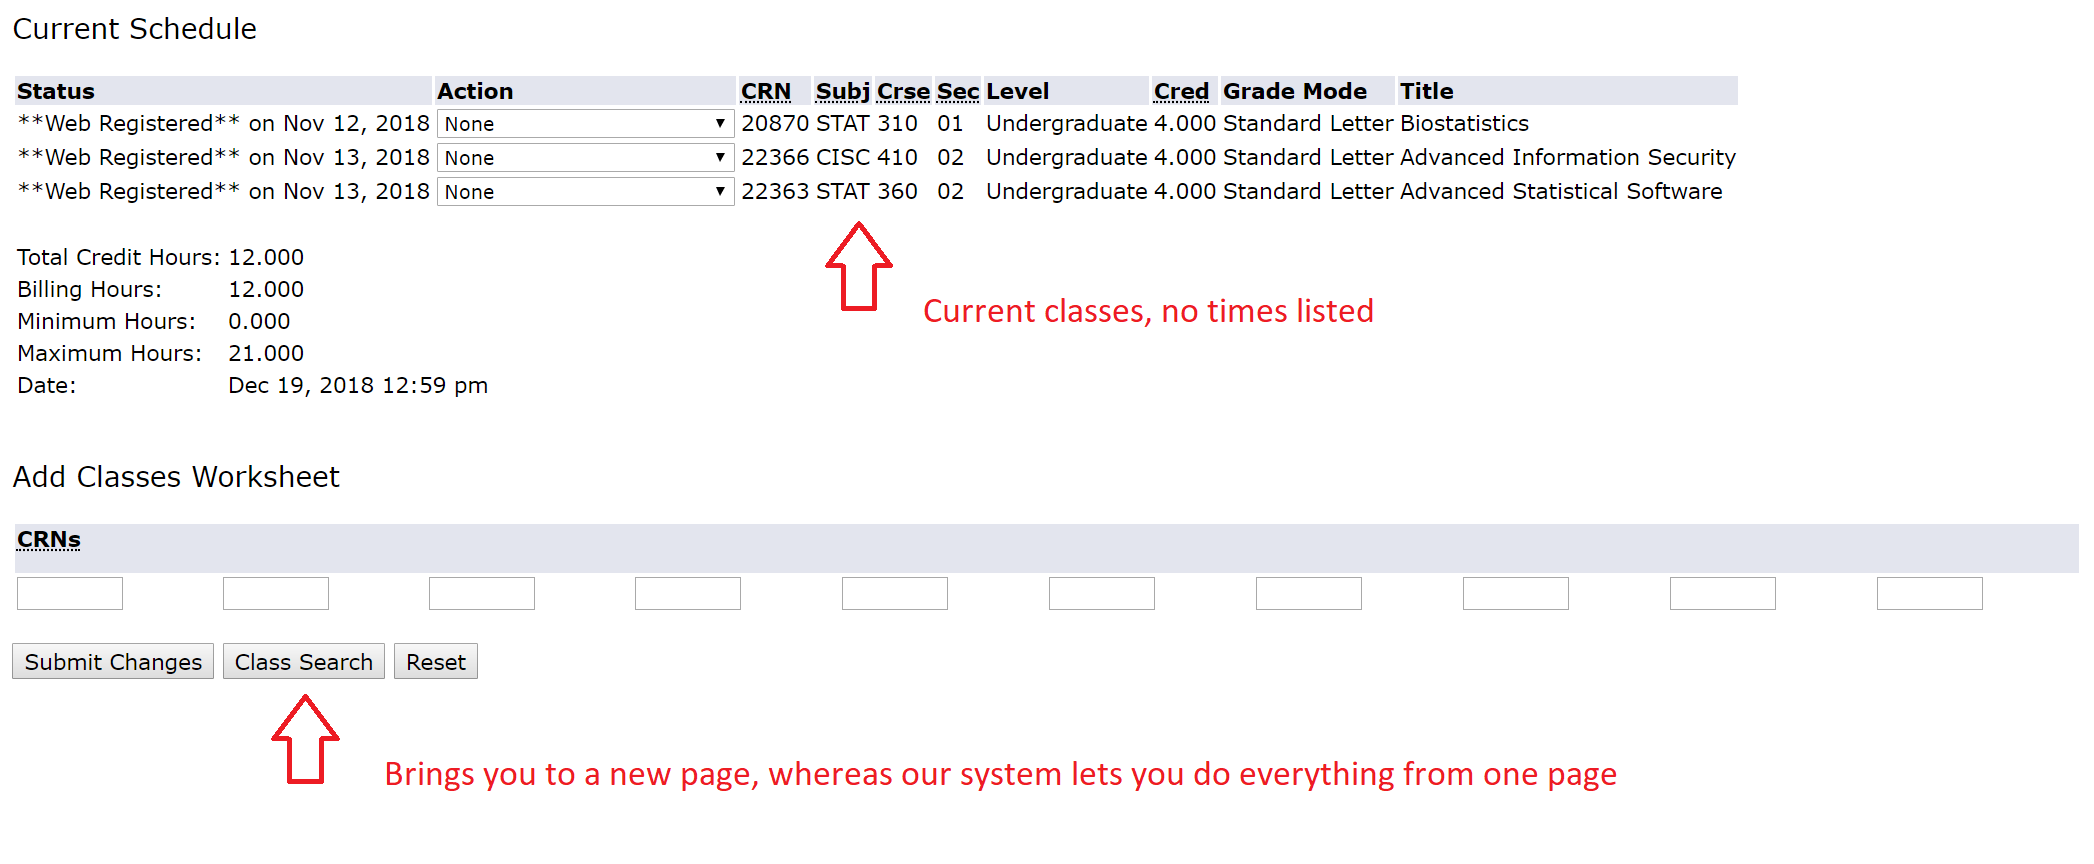 Current Schedule
Status Action CRN Subj Crse Sec Level Cred Grade Mode Title
**Web Registered** on Nov 12, 2018 None 20870 STAT 310 01 Undergraduate 4.000 Standard Letter Biostatistics
**Web Registered** on Nov 13, 2018 None 22366 CISC 410 02 Undergraduate 4.000 Standard Letter Advanced Information Security
**Web Registered** on Nov 13, 2018 None 22363 STAT 360 02 Undergraduate 4.000 Standard Letter Advanced Statistical Software
Total Credit Hours: 12.000
Billing Hours: 12.000
Minimum Hours: 0.000
Maximum Hours: 21.000
Date: Dec 19, 2018 12:59 pm
Current classes, no times listed
Add Classes Worksheet
CRNs
Submit Changes Class Search Reset
Brings you to a new page, whereas our system lets you do everything from one page